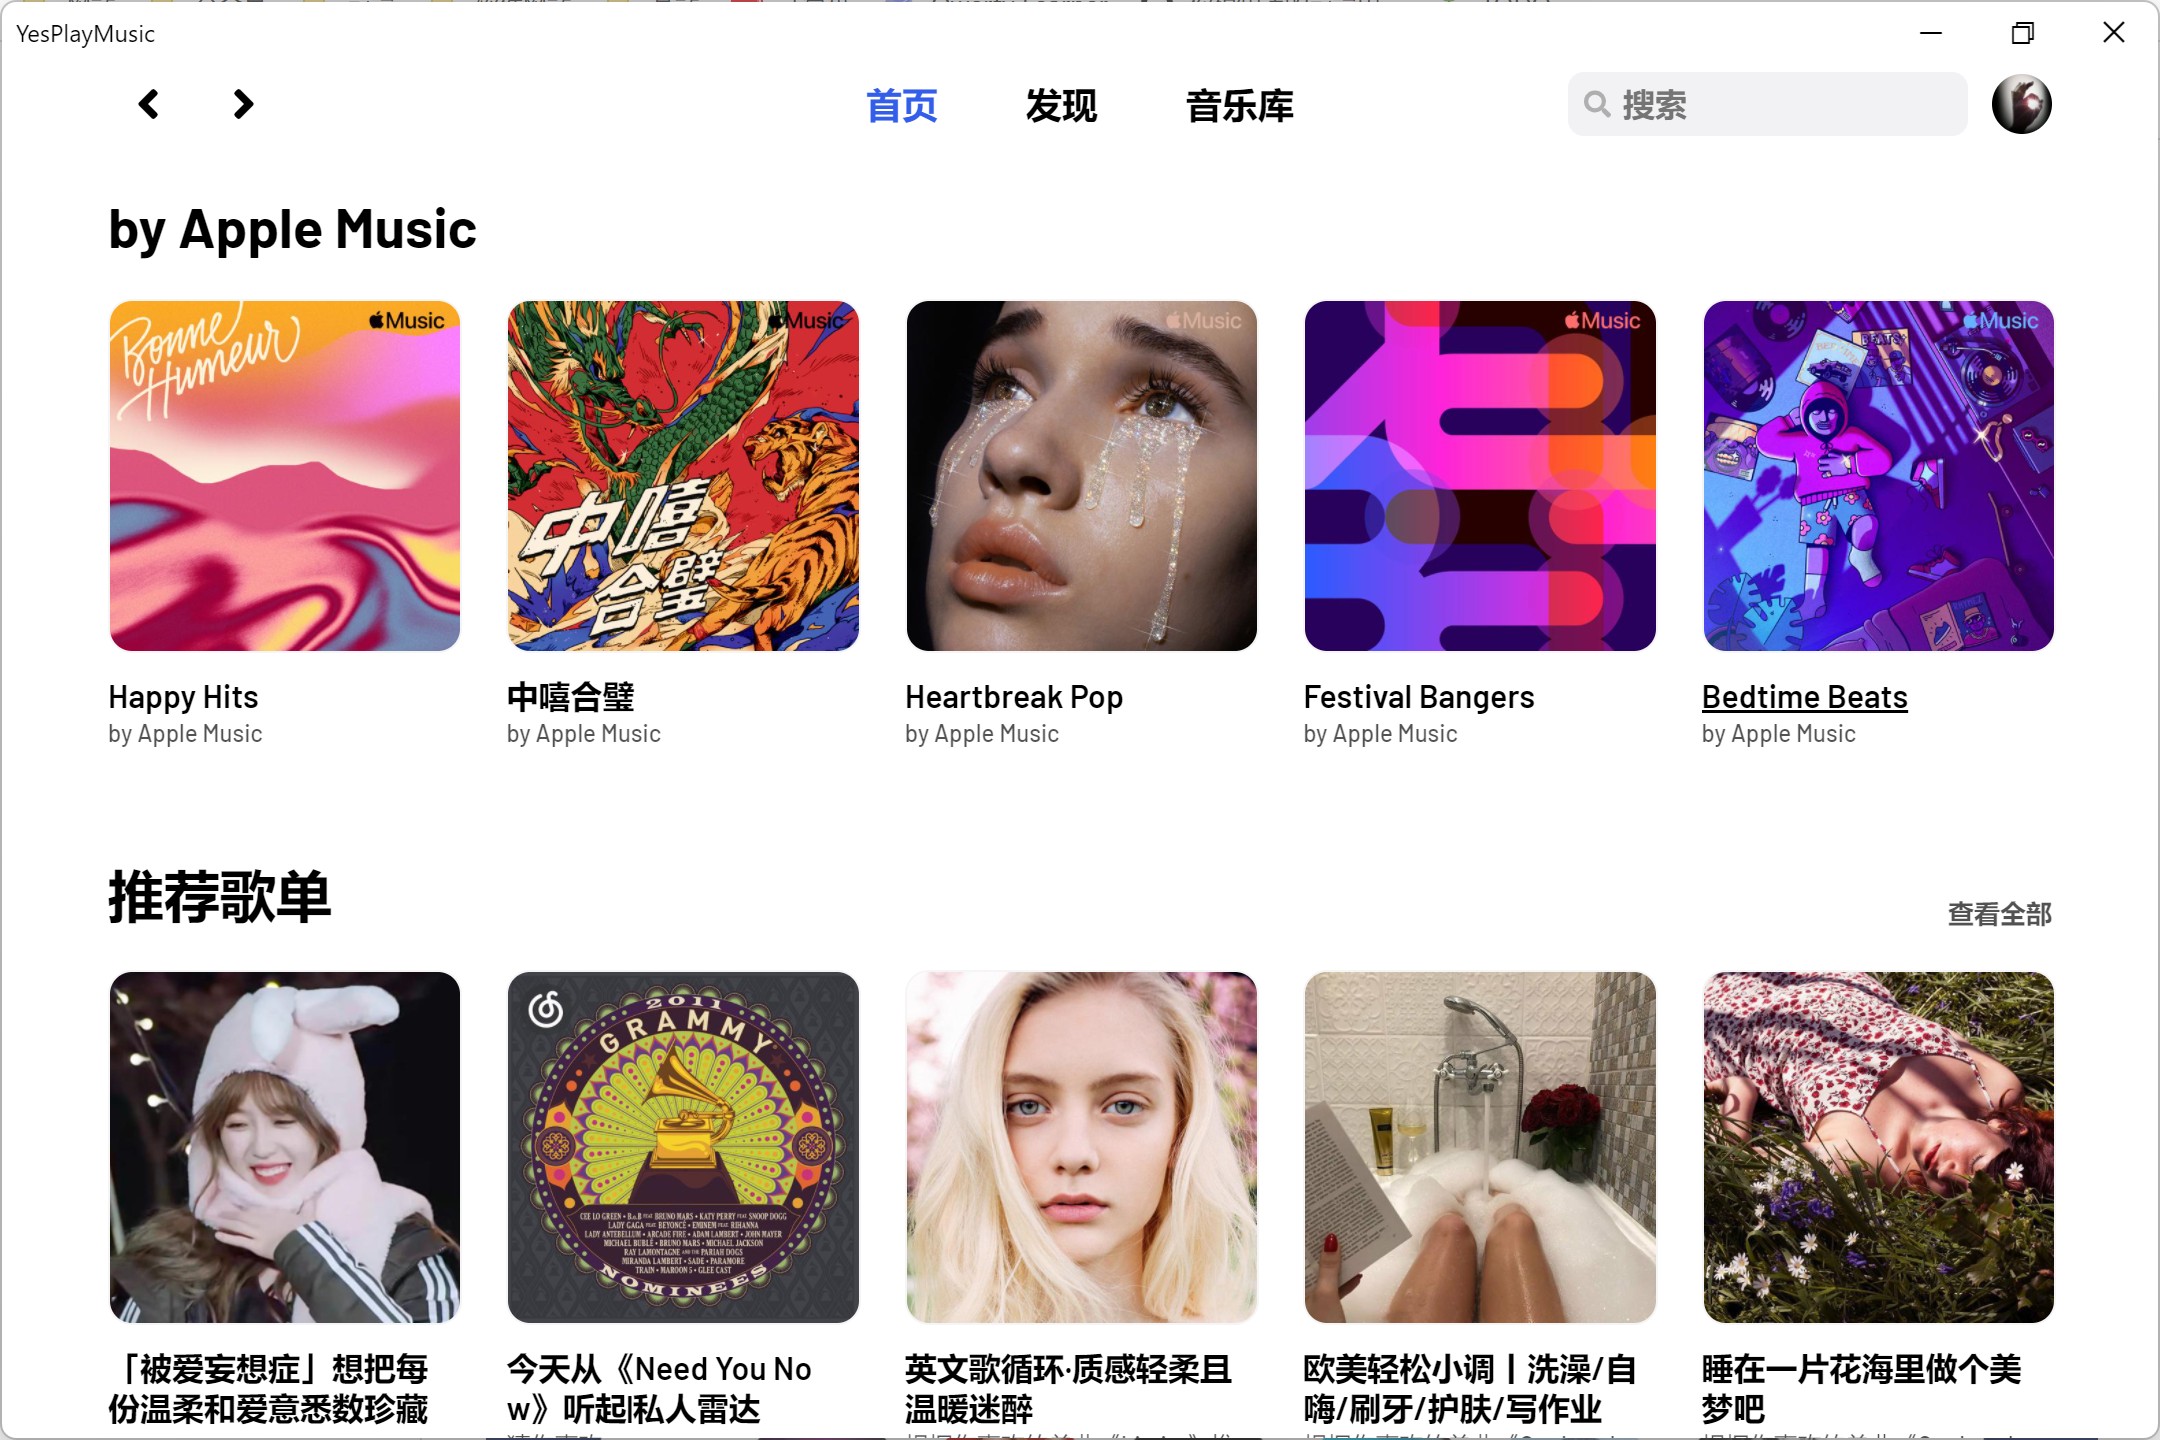 YesPlayMusic
首页
发现
音乐库
搜索
by Apple Music
Bonne
Humeur
Music
Music
中嘻
合璧
Music
Music
Music
Happy Hits
by Apple Music
中嘻合璧
by Apple Music
Heartbreak Pop
by Apple Music
Festival Bangers
by Apple Music
Bedtime Beats
by Apple Music
推荐歌单
查看全部
2011
GRAMMY
CEE LO GREEN • B.o.B FEAT BRUNO MARS • KATY PERRY FEAT SNOOP DOGG
LADY GAGA FEAT. BEYONCÉ • EMINEM FEAT. RIHANNA
LADY ANTEBELLUM • ARCADE FIRE • ADAM LAMBERT • JOHN MAYER
MICHAEL BUBLÉ • BRUNO MARS • MICHAEL JACKSON
RAY LAMONTAGNE AND THE PARIAH DOGS
MIRANDA LAMBERT • SADE • PARAMORE
TRAIN • MAROON 5 • GLEE CAST
NOMINEES
「被爱妄想症」想把每
份温柔和爱意悉数珍藏
今天从《Need You No
w》听起|私人雷达
英文歌循环·质感轻柔且
温暖迷醉
欧美轻松小调丨洗澡/自
嗨/刷牙/护肤/写作业
睡在一片花海里做个美
梦吧